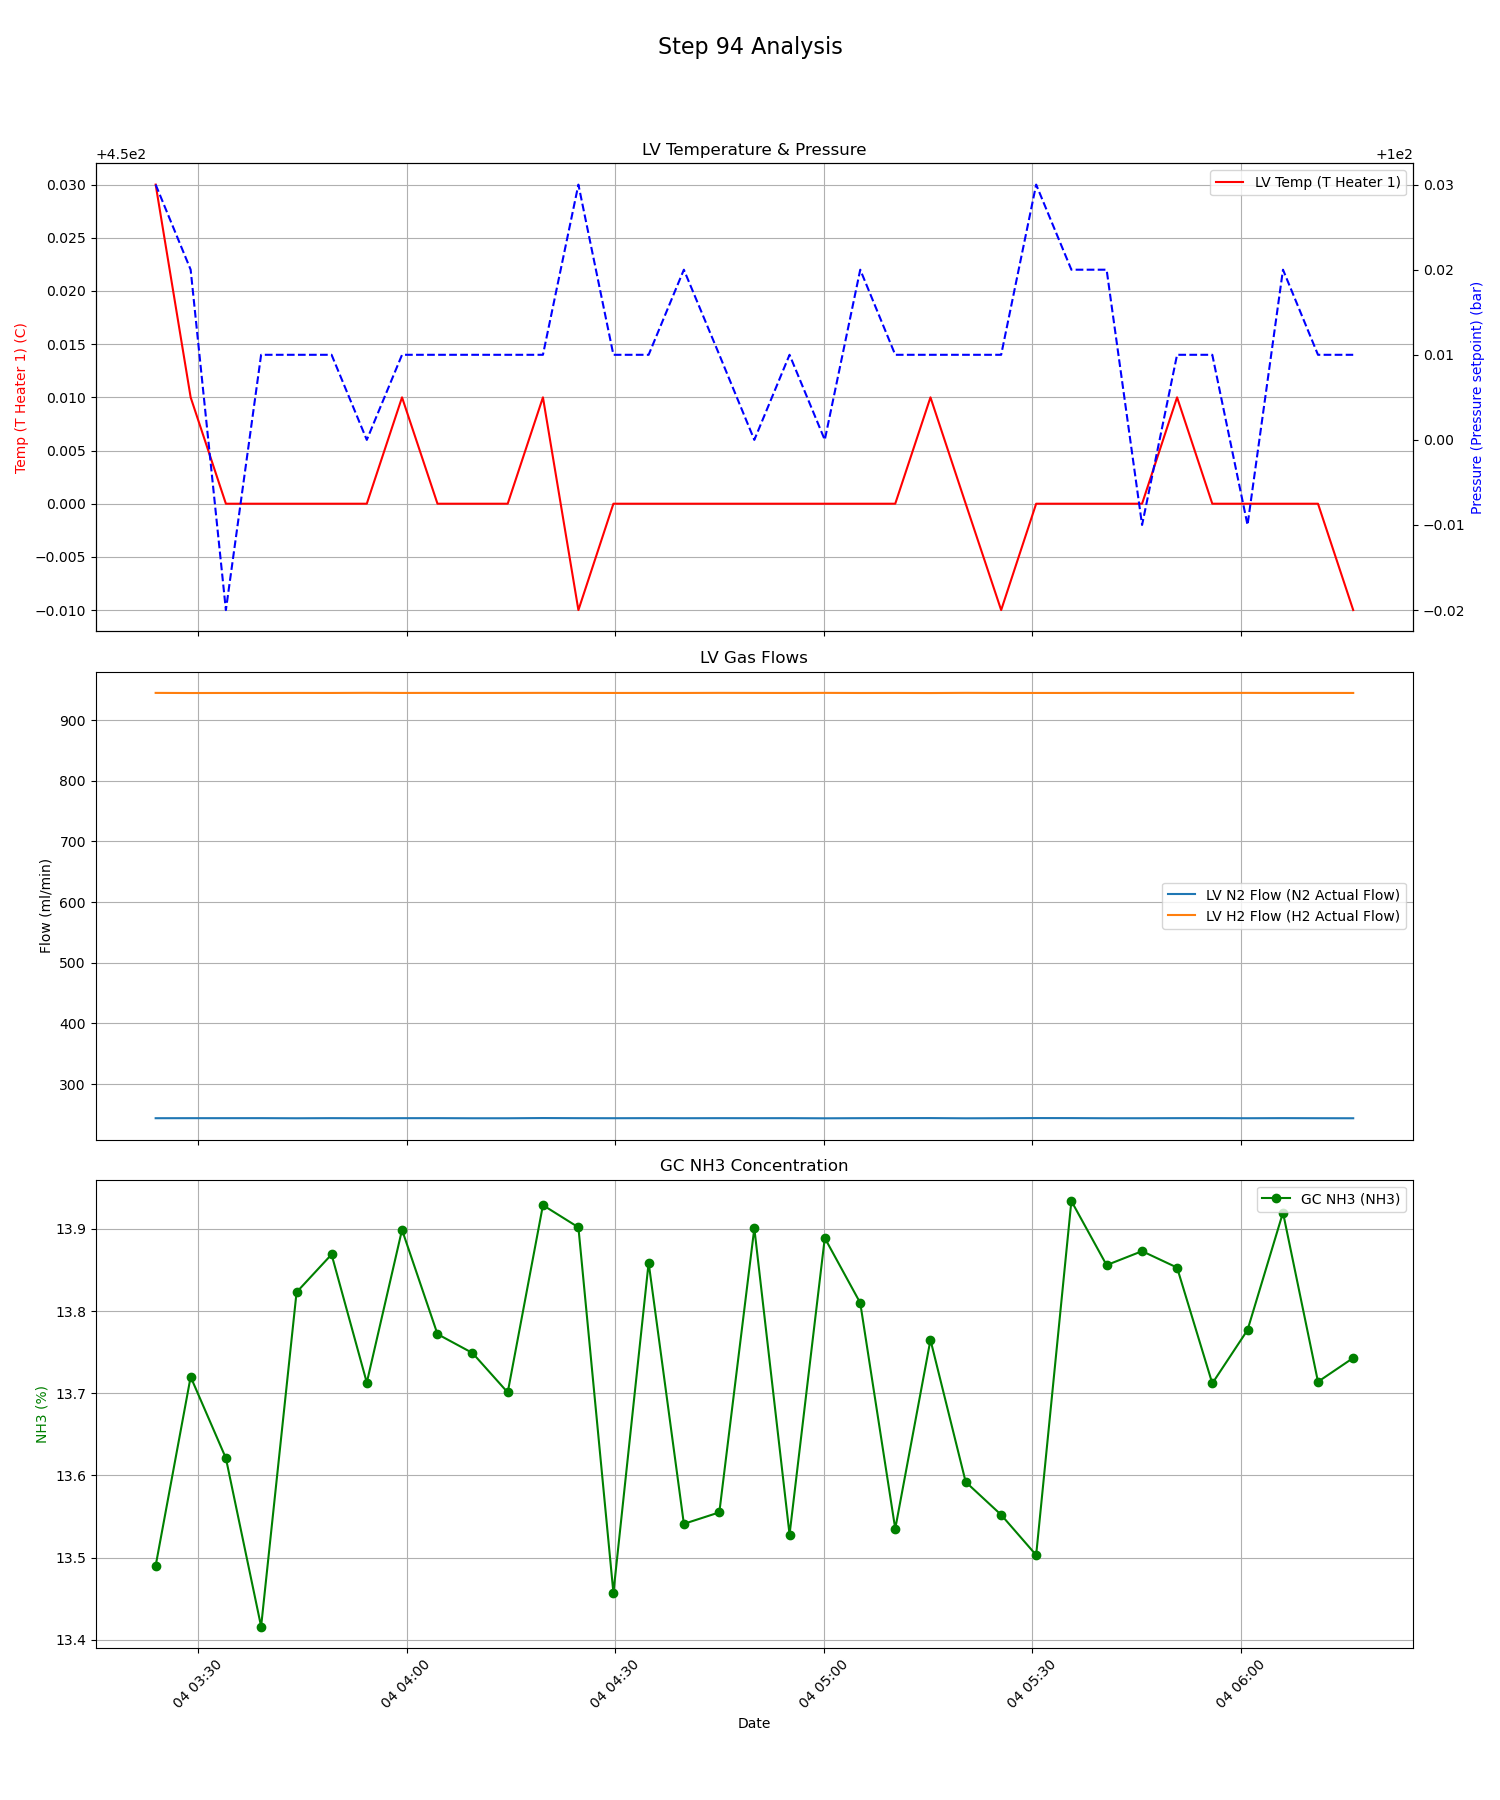 Step 94 Analysis
LV Temperature & Pressure
+4.5e2
+1e2
LV Temp (T Heater 1)
0.030
0.025
0.020
0.015
0.010
0.005
0.000
−0.005
−0.010
Temp (T Heater 1) (C)
0.03
0.02
0.01
0.00
−0.01
−0.02
Pressure (Pressure setpoint) (bar)
LV Gas Flows
900
800
700
600
500
400
300
Flow (ml/min)
LV N2 Flow (N2 Actual Flow)
LV H2 Flow (H2 Actual Flow)
GC NH3 Concentration
GC NH3 (NH3)
13.9
13.8
13.7
13.6
13.5
13.4
NH3 (%)
04 03:30
04 04:00
04 04:30
04 05:00
04 05:30
04 06:00
Date